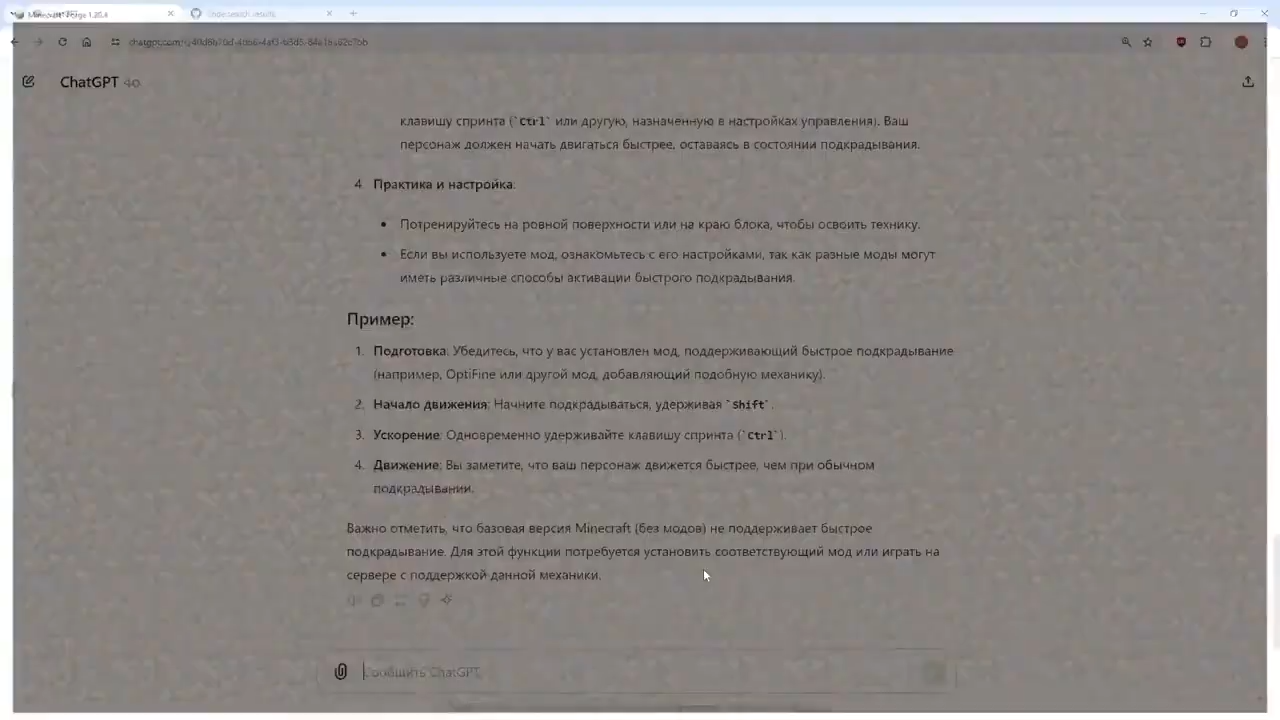 Minecraft* Forge 1.20.4
Code search results
ChatGPT 4o
клавишу спринта (`Ctrl` или другую, назначенную в настройках управления). Ваш
персонаж должен начать двигаться быстрее, оставаясь в состоянии подкрадывания.
4. Практика и настройка:
• Потренируйтесь на ровной поверхности или на краю блока, чтобы освоить технику.
• Если вы используете мод, ознакомьтесь с его настройками, так как разные моды могут
иметь различные способы активации быстрого подкрадывания.
Пример:
1. Подготовка: Убедитесь, что у вас установлен мод, поддерживающий быстрое подкрадывание
(например, OptiFine или другой мод, добавляющий подобную механику).
2. Начало движения: Начните подкрадываться, удерживая `Shift`.
3. Ускорение: Одновременно удерживайте клавишу спринта (`Ctrl`).
4. Движение: Вы заметите, что ваш персонаж движется быстрее, чем при обычном
подкрадывании.
Важно отметить, что базовая версия Minecraft (без модов) не поддерживает быстрое
подкрадывание. Для этой функции потребуется установить соответствующий мод или играть на
сервере с поддержкой данной механики.
Сообщить ChatGPT